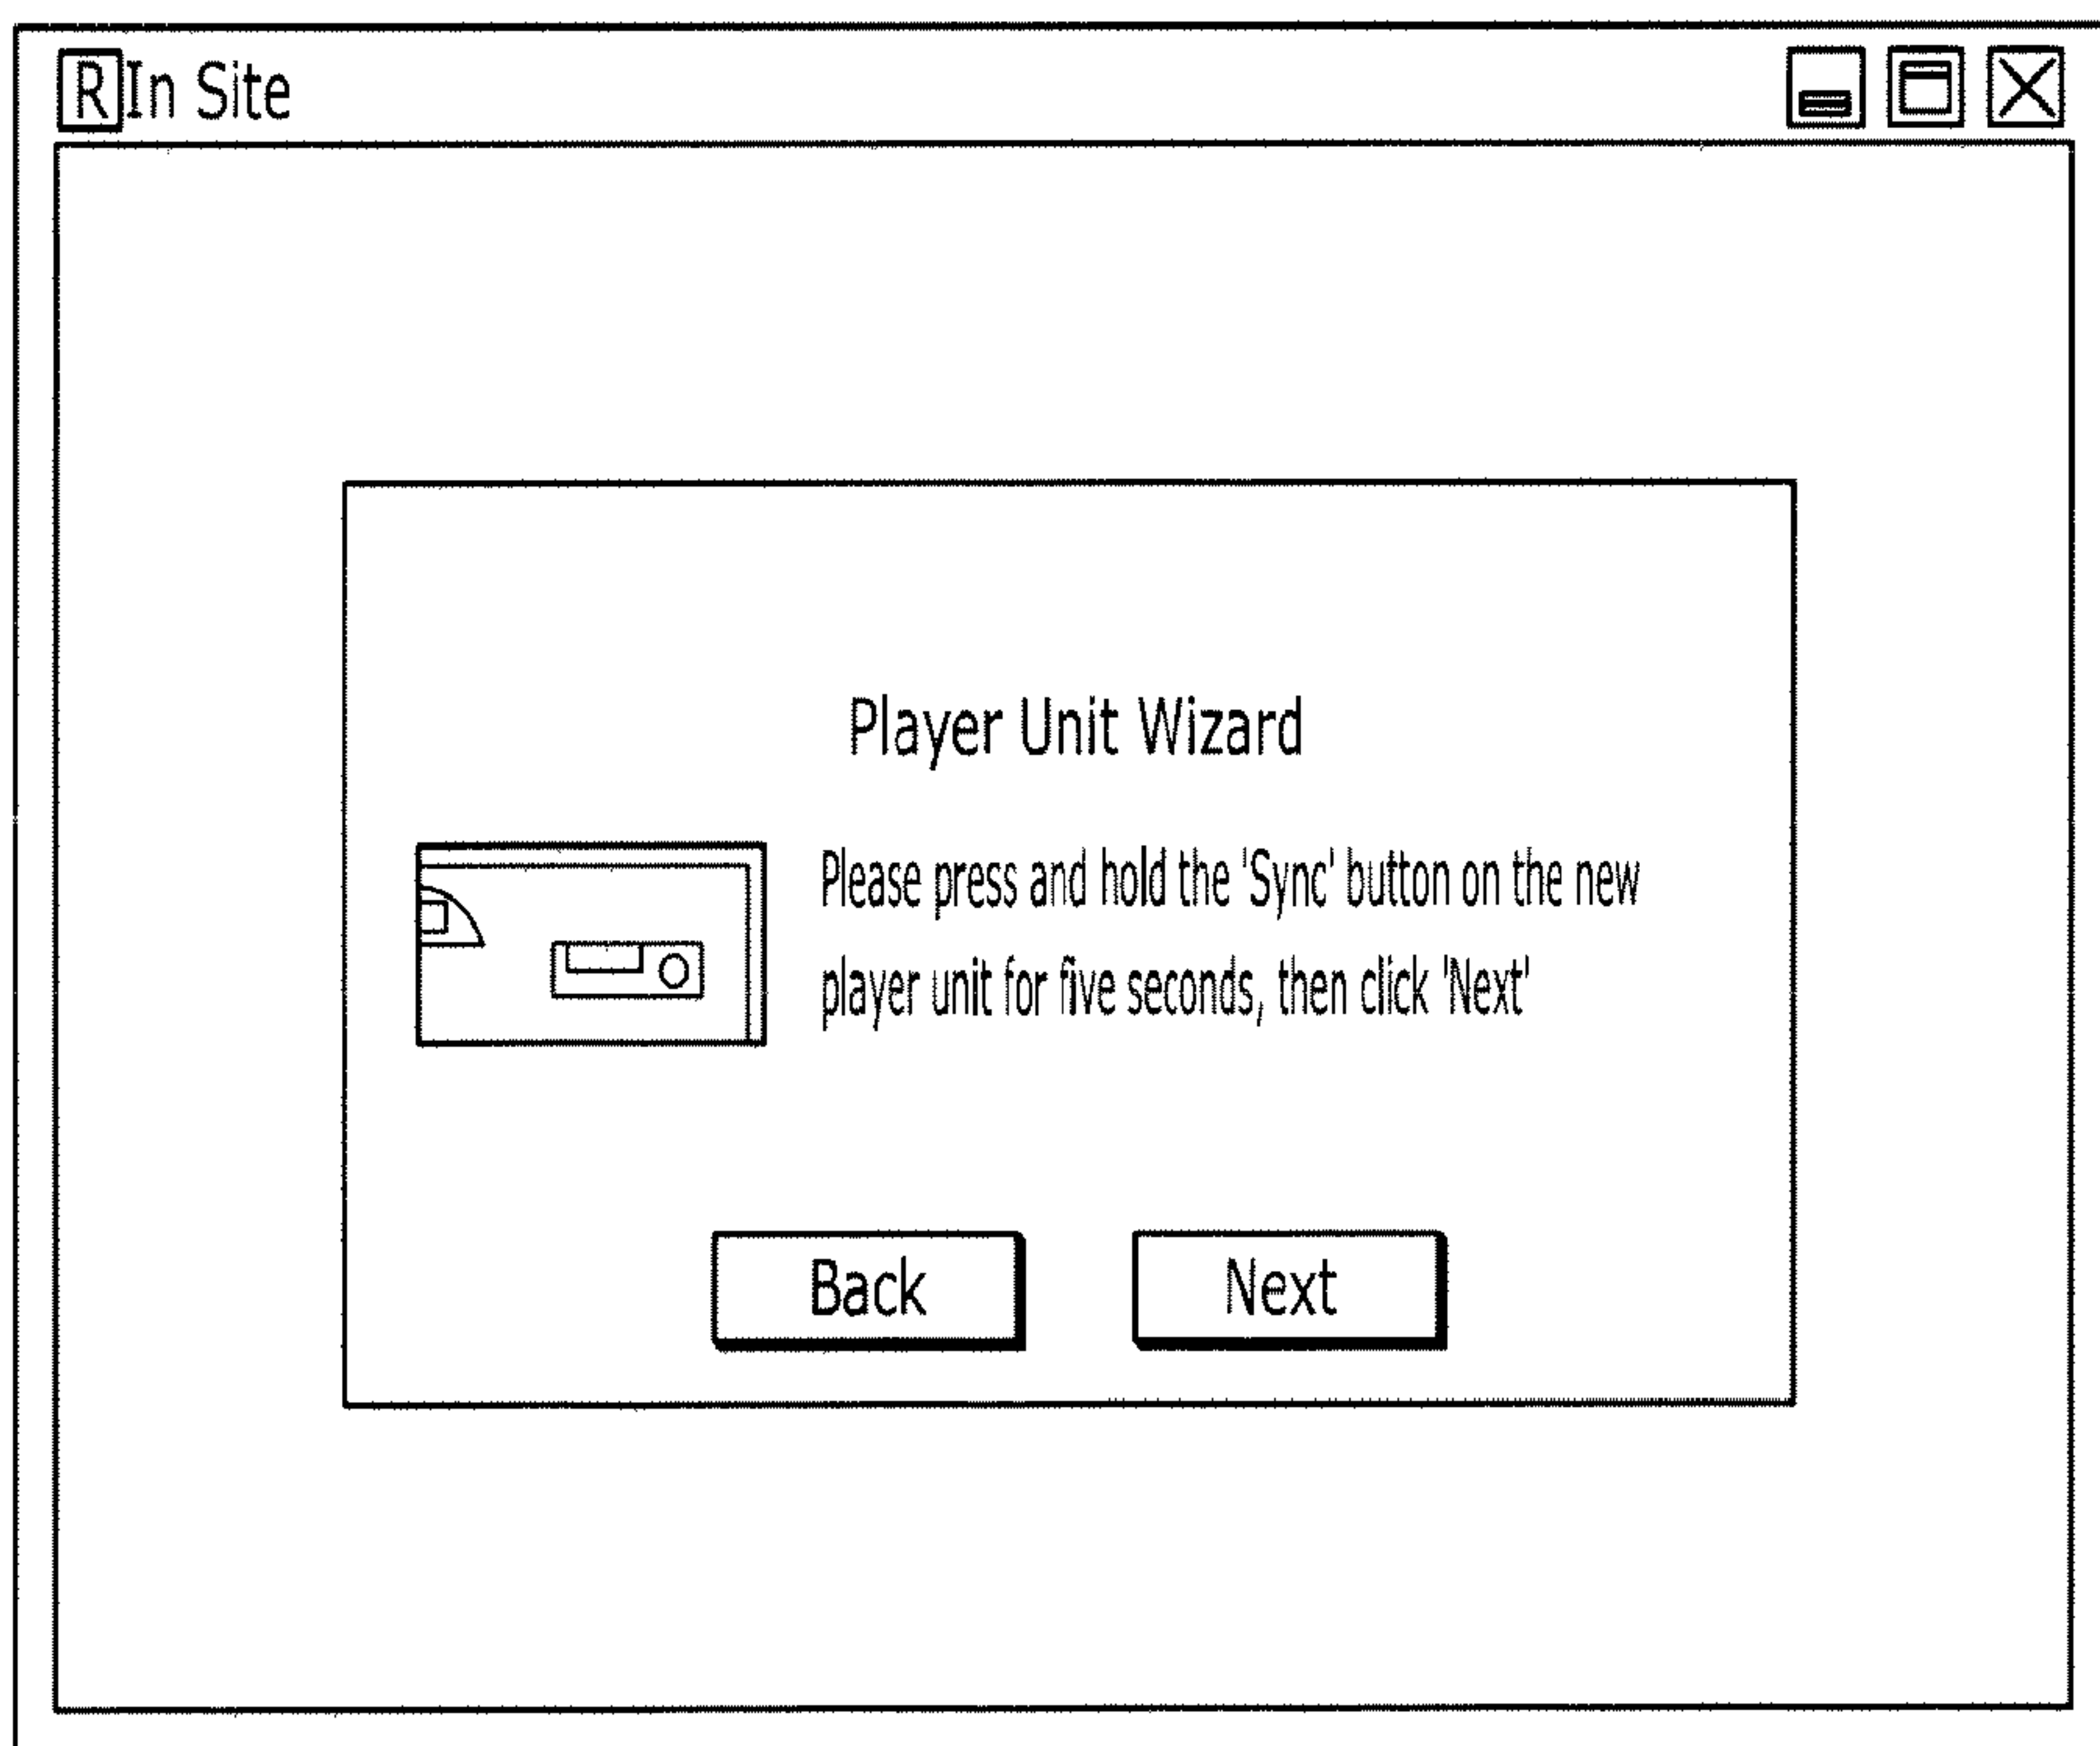 R In Site
Player Unit Wizard
Please press and hold the 'Sync' button on the new
player unit for five seconds, then click 'Next'
Back Next